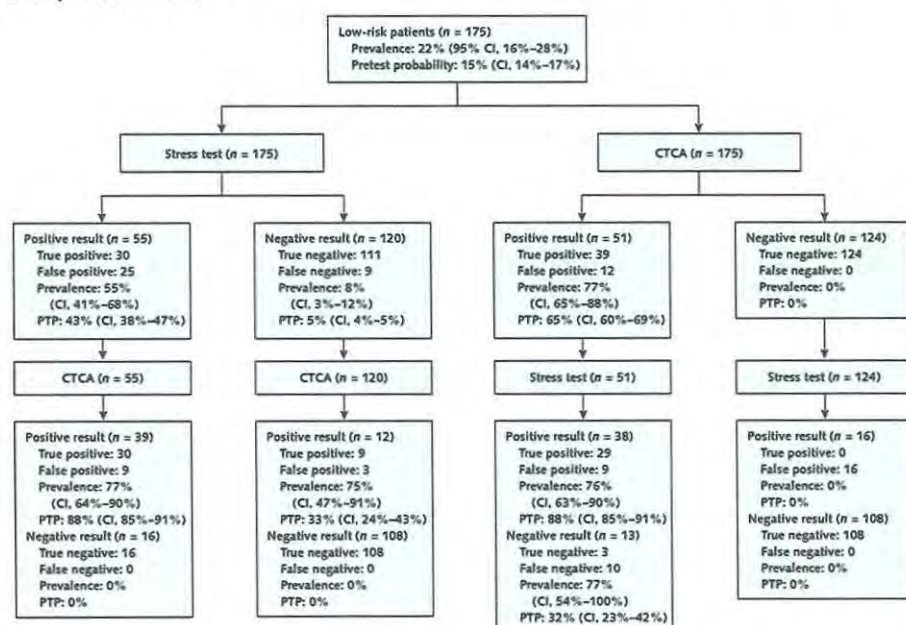 Low-risk patients (n = 175)
Prevalence: 22% (95% CI, 16%–28%)
Pretest probability: 15% (CI, 14%–17%)
Stress test (n = 175)
CTCA (n = 175)
Positive result (n = 55)
True positive: 30
False positive: 25
Prevalence: 55%
(CI, 41%–68%)
PTP: 43% (CI, 38%–47%)
Negative result (n = 120)
True negative: 111
False negative: 9
Prevalence: 8%
(CI, 3%–12%)
PTP: 5% (CI, 4%–5%)
Positive result (n = 51)
True positive: 39
False positive: 12
Prevalence: 77%
(CI, 65%–88%)
PTP: 65% (CI, 60%–69%)
Negative result (n = 124)
True negative: 124
False negative: 0
Prevalence: 0%
PTP: 0%
CTCA (n = 55)
CTCA (n = 120)
Stress test (n = 51)
Stress test (n = 124)
Positive result (n = 39)
True positive: 30
False positive: 9
Prevalence: 77%
(CI, 64%–90%)
PTP: 88% (CI, 85%–91%)
Negative result (n = 16)
True negative: 16
False negative: 0
Prevalence: 0%
PTP: 0%
Positive result (n = 12)
True positive: 9
False positive: 3
Prevalence: 75%
(CI, 47%–91%)
PTP: 33% (CI, 24%–43%)
Negative result (n = 108)
True negative: 108
False negative: 0
Prevalence: 0%
PTP: 0%
Positive result (n = 38)
True positive: 29
False positive: 9
Prevalence: 76%
(CI, 63%–90%)
PTP: 88% (CI, 85%–91%)
Negative result (n = 13)
True negative: 3
False negative: 10
Prevalence: 77%
(CI, 54%–100%)
PTP: 32% (CI, 23%–42%)
Positive result (n = 16)
True positive: 0
False positive: 16
Prevalence: 0%
PTP: 0%
Negative result (n = 108)
True negative: 108
False negative: 0
Prevalence: 0%
PTP: 0%